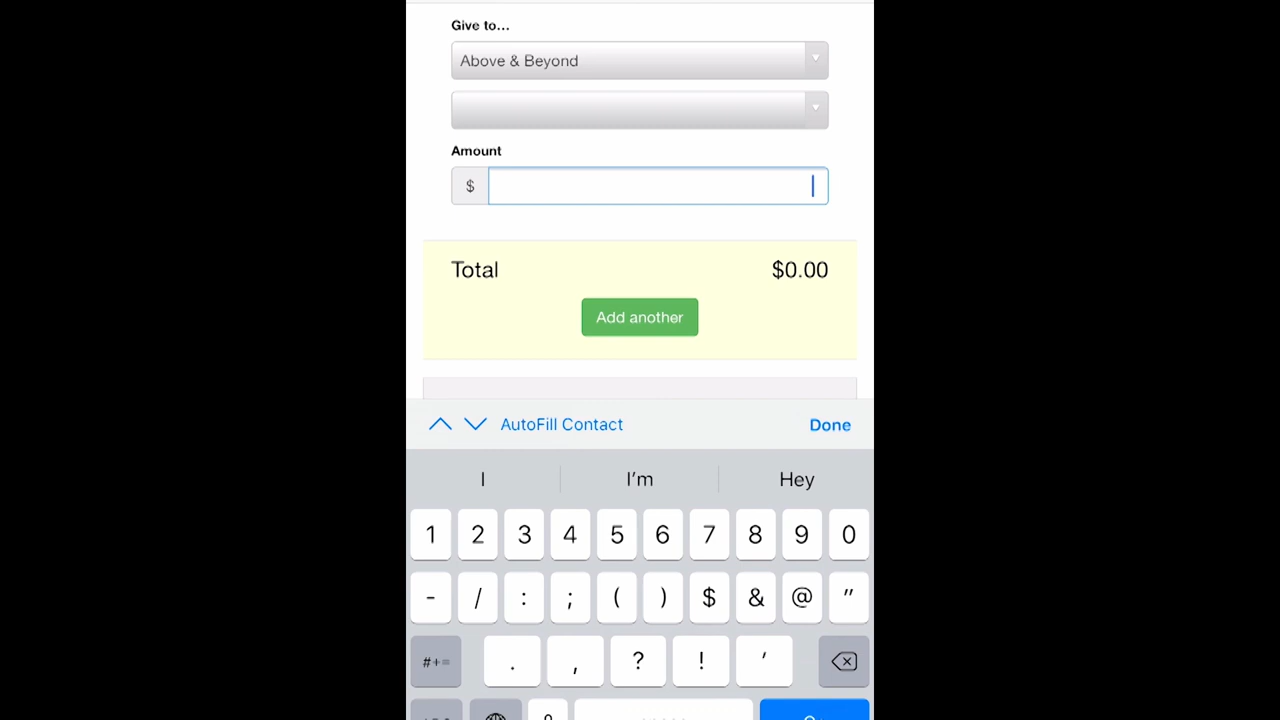 Give to...
Above & Beyond
Amount
$
Total $0.00
Add another
AutoFill Contact Done
I I’m Hey
1 2 3 4 5 6 7 8 9 0
- / : ; ( ) $ & @ "
#+= . , ? ! ’